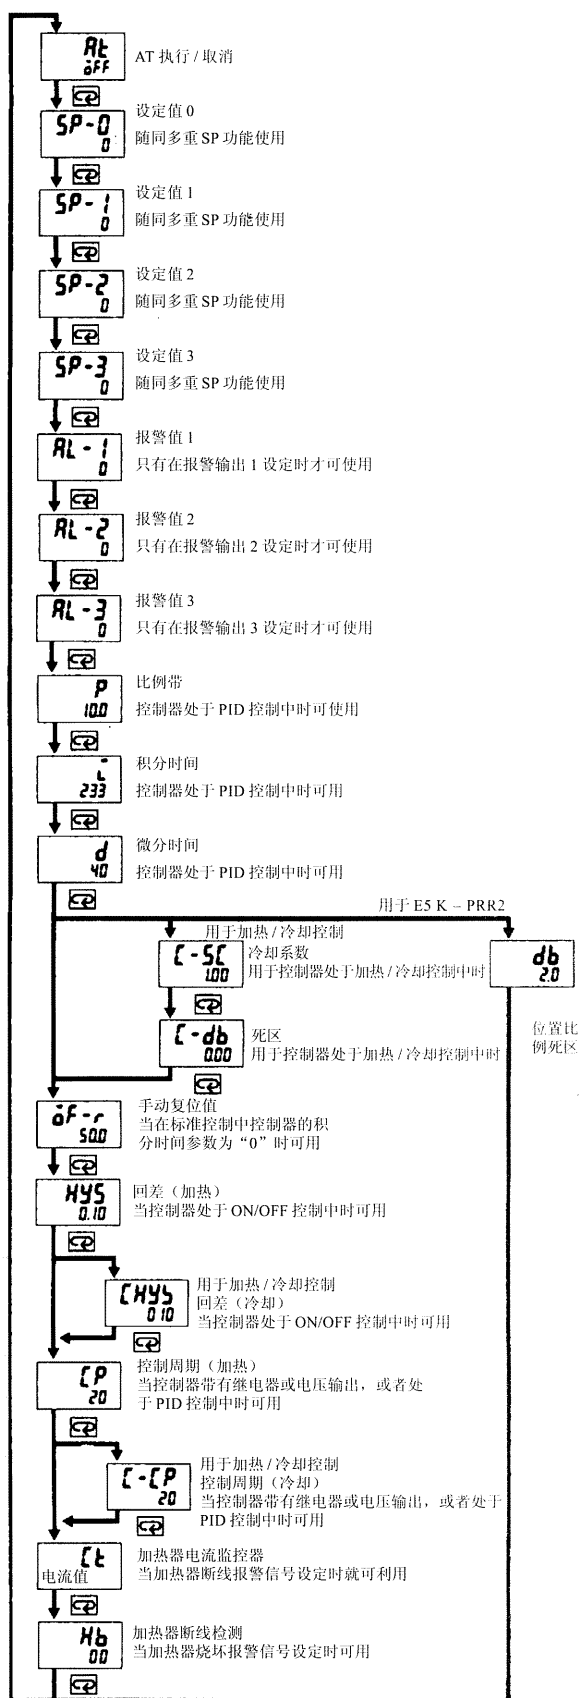 At
oFF
AT 执行 / 取消
SP-0
0
设定值 0
随同多重 SP 功能使用
SP-1
0
设定值 1
随同多重 SP 功能使用
SP-2
0
设定值 2
随同多重 SP 功能使用
SP-3
0
设定值 3
随同多重 SP 功能使用
AL-1
0
报警值 1
只有在报警输出 1 设定时才可使用
AL-2
0
报警值 2
只有在报警输出 2 设定时才可使用
AL-3
0
报警值 3
只有在报警输出 3 设定时才可使用
P
10.0
比例带
控制器处于 PID 控制中时可使用
i
233
积分时间
控制器处于 PID 控制中时可用
d
40
微分时间
控制器处于 PID 控制中时可用
用于 E5 K – PRR2
用于加热 / 冷却控制
C-SC
1.00
冷却系数
用于控制器处于加热 / 冷却控制中时
db
2.0
位置比
例死区
C-db
0.00
死区
用于控制器处于加热 / 冷却控制中时
oF-r
50.0
手动复位值
当在标准控制中控制器的积
分时间参数为“0”时可用
HYS
0.10
回差（加热）
当控制器处于 ON/OFF 控制中时可用
CHYS
010
用于加热 / 冷却控制
回差（冷却）
当控制器处于 ON/OFF 控制中时可用
CP
20
控制周期（加热）
当控制器带有继电器或电压输出，或者处
于 PID 控制中时可用
C-CP
20
用于加热 / 冷却控制
控制周期（冷却）
当控制器带有继电器或电压输出，或者处于
PID 控制中时可用
Ct
电流值
加热器电流监控器
当加热器断线报警信号设定时就可利用
Hb
00
加热器断线检测
当加热器烧坏报警信号设定时可用